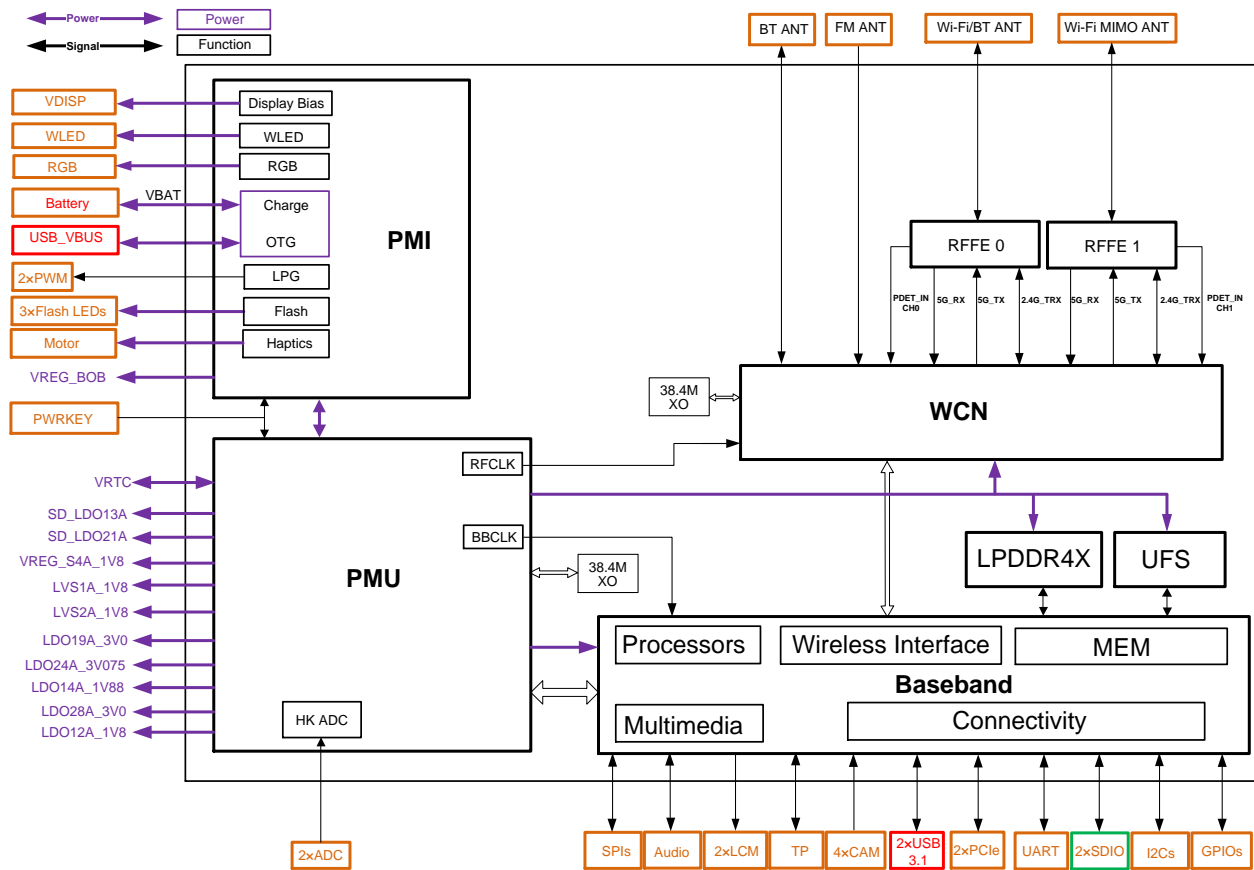 Power
Power
Signal
Function
BT ANT
FM ANT
Wi-Fi/BT ANT
Wi-Fi MIMO ANT
VDISP
WLED
RGB
Battery
VBAT
USB_VBUS
2×PWM
3×Flash LEDs
Motor
VREG_BOB
PWRKEY
Display Bias
WLED
RGB
Charge
OTG
LPG
Flash
Haptics
PMI
RFFE 0
RFFE 1
PDET_IN
CH0
5G_RX
5G_TX
2.4G_TRX
5G_RX
5G_TX
2.4G_TRX
PDET_IN
CH1
38.4M
XO
WCN
VRTC
SD_LDO13A
SD_LDO21A
VREG_S4A_1V8
LVS1A_1V8
LVS2A_1V8
LDO19A_3V0
LDO24A_3V075
LDO14A_1V88
LDO28A_3V0
LDO12A_1V8
RFCLK
BBCLK
PMU
HK ADC
38.4M
XO
LPDDR4X
UFS
Processors
Wireless Interface
MEM
Baseband
Multimedia
Connectivity
2×ADC
SPIs
Audio
2×LCM
TP
4×CAM
2×USB
3.1
2×PCIe
UART
2×SDIO
I2Cs
GPIOs